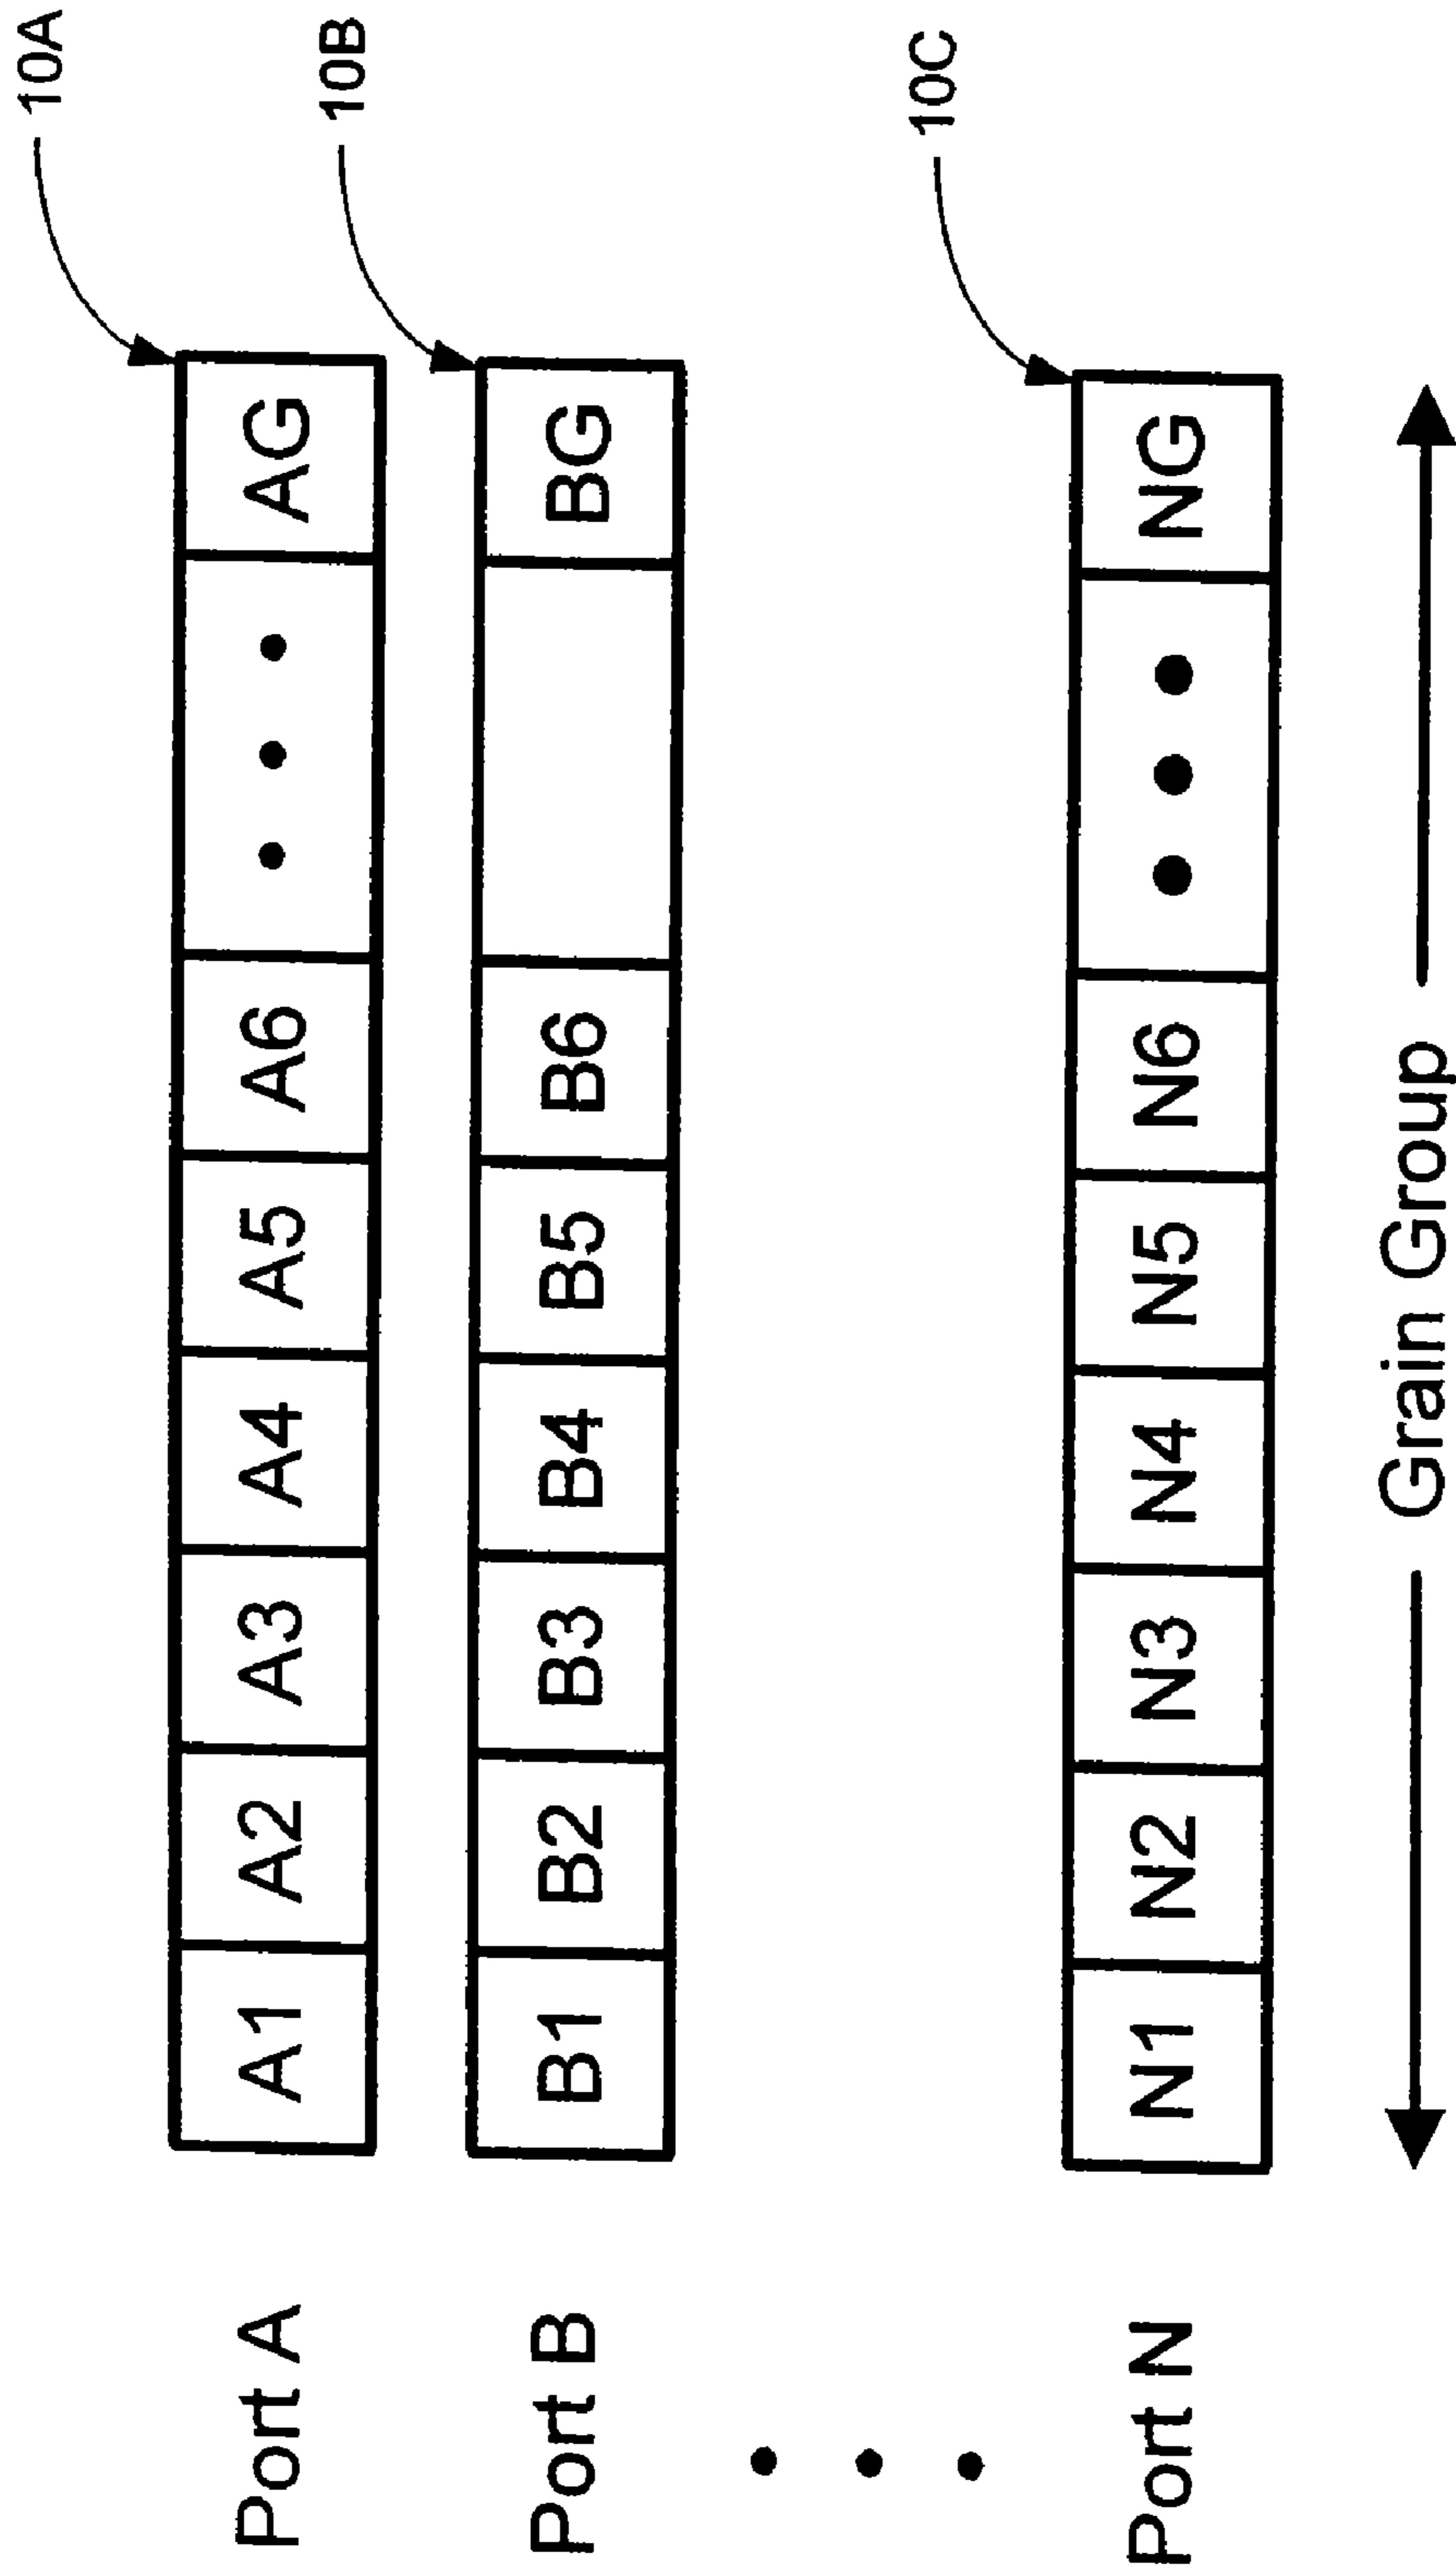 10A
Port A A1 A2 A3 A4 A5 A6 • • • AG
10B
Port B B1 B2 B3 B4 B5 B6 BG
• • •
10C
Port N N1 N2 N3 N4 N5 N6 • • • NG
Grain Group